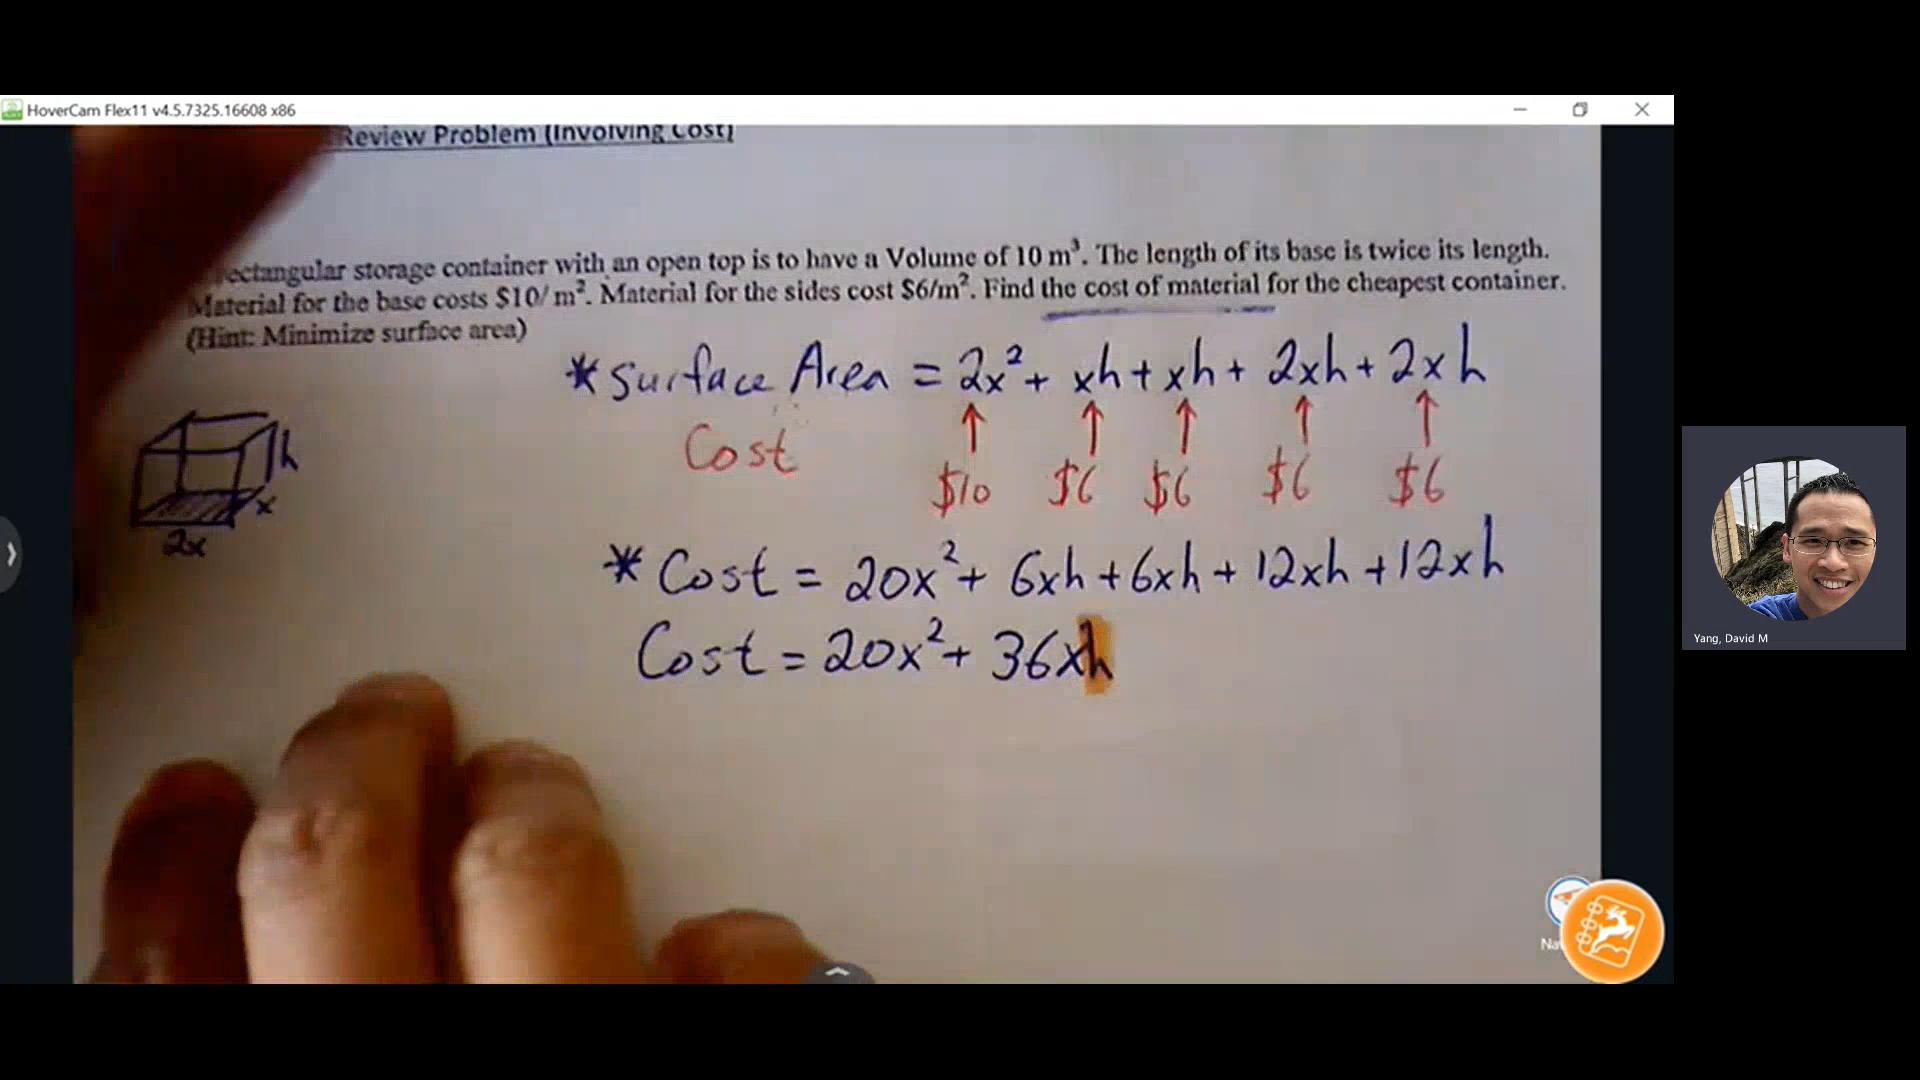 HoverCam Flex11 v4.5.7325.16608 x86
Review Problem (Involving Cost)
rectangular storage container with an open top is to have a Volume of 10 m³. The length of its base is twice its length.
Material for the base costs $10/ m². Material for the sides cost $6/m². Find the cost of material for the cheapest container.
(Hint: Minimize surface area)
* Surface Area = 2x² + xh + xh + 2xh + 2xh
Cost
$10 $6 $6 $6 $6
h
x
2x
* Cost = 20x² + 6xh + 6xh + 12xh + 12xh
Cost = 20x² + 36xh
Yang, David M